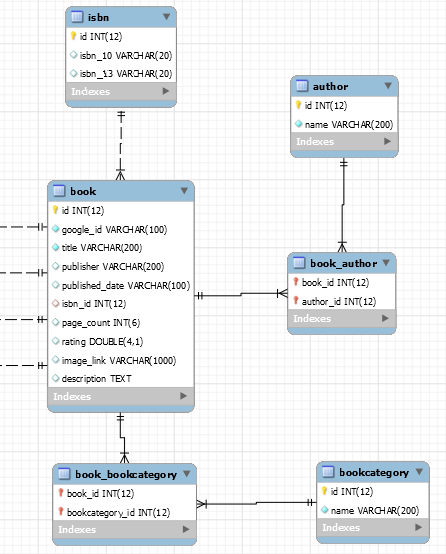 isbn
id INT(12)
isbn_10 VARCHAR(20)
isbn_13 VARCHAR(20)
Indexes
author
id INT(12)
name VARCHAR(200)
Indexes
book
id INT(12)
google_id VARCHAR(100)
title VARCHAR(200)
publisher VARCHAR(200)
published_date VARCHAR(100)
isbn_id INT(12)
page_count INT(6)
rating DOUBLE(4,1)
image_link VARCHAR(1000)
description TEXT
Indexes
book_author
book_id INT(12)
author_id INT(12)
Indexes
book_bookcategory
book_id INT(12)
bookcategory_id INT(12)
Indexes
bookcategory
id INT(12)
name VARCHAR(200)
Indexes